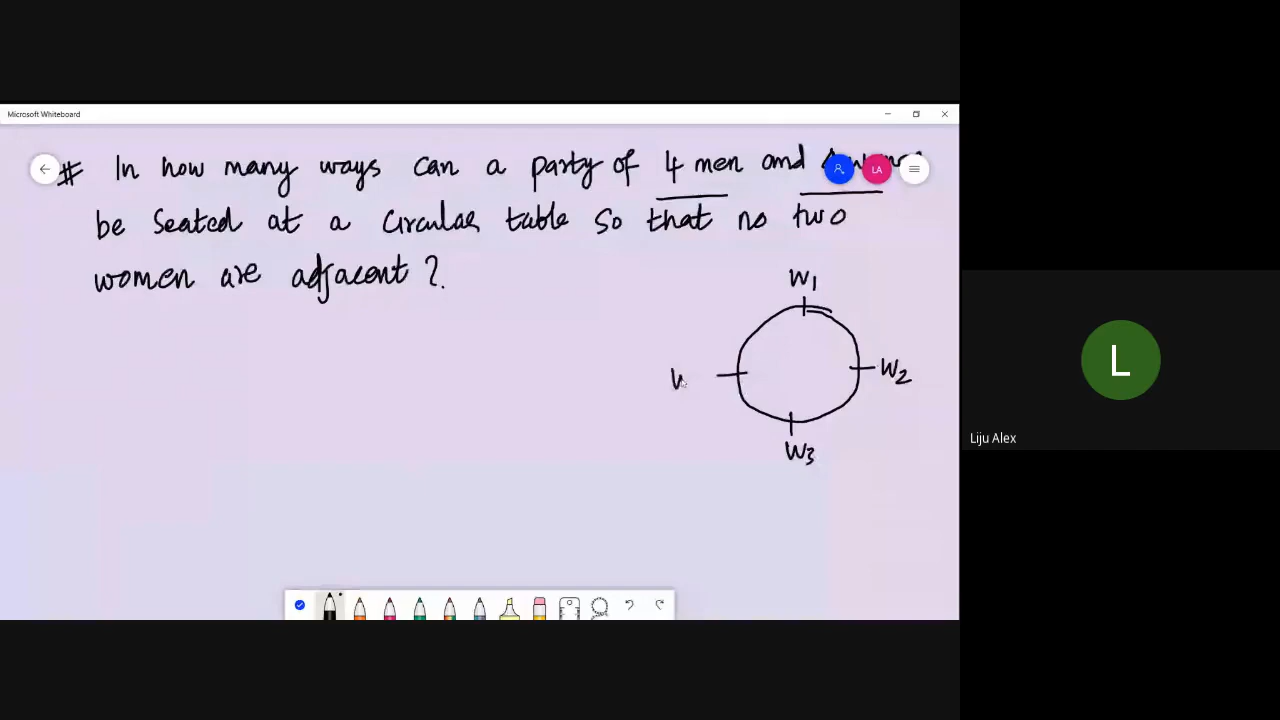 Microsoft Whiteboard
# In how many ways can a party of 4 men and
LA
be seated at a circular table so that no two
women are adjacent ?
W1
W2
W3
L
Liju Alex